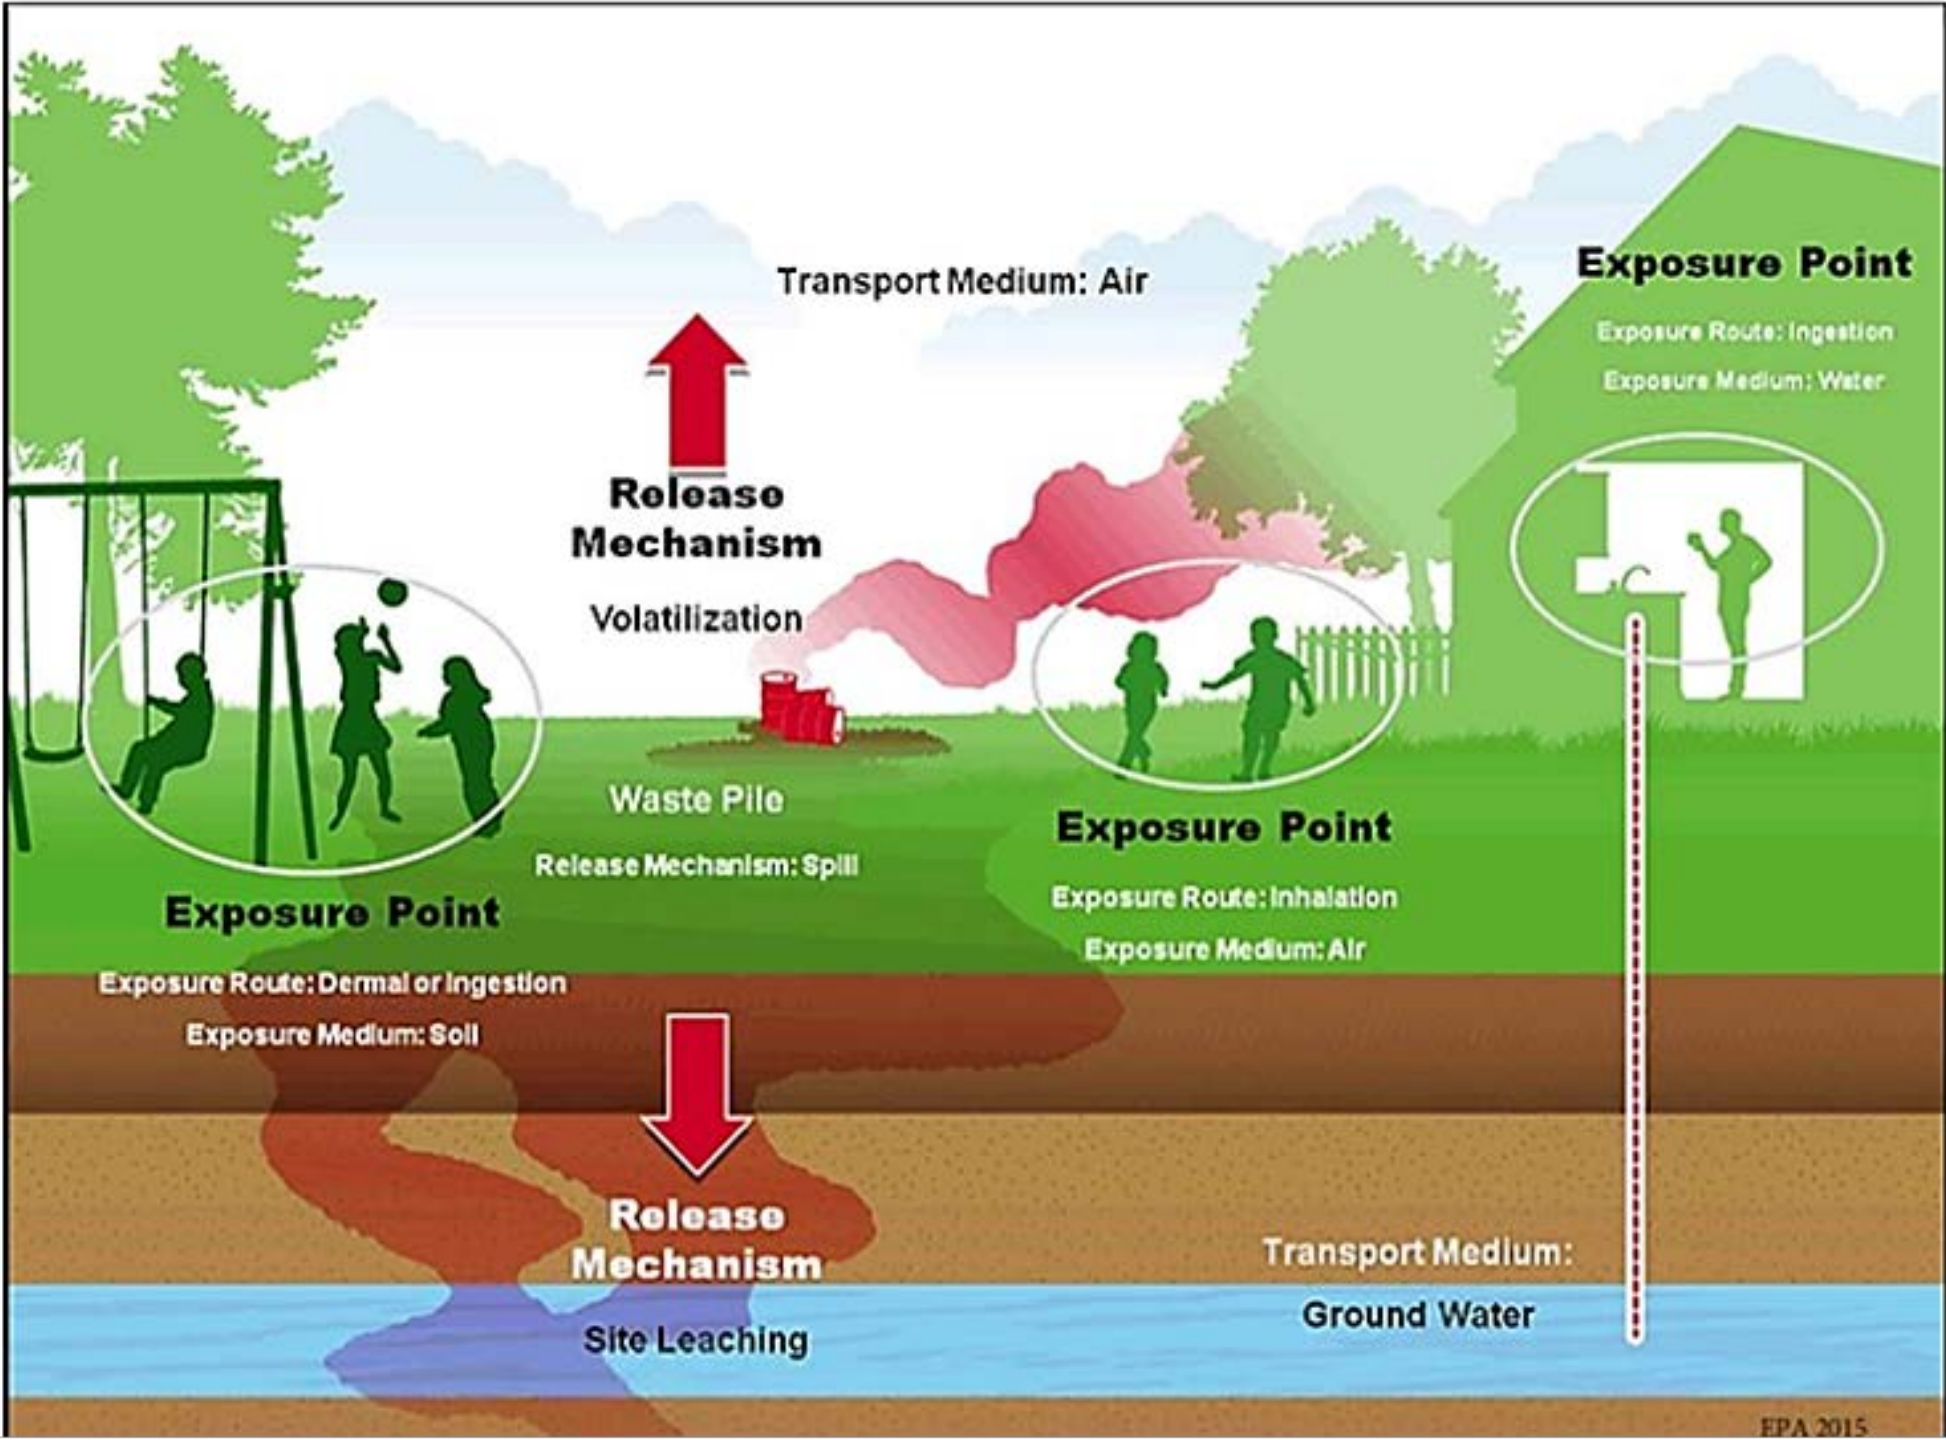 Transport Medium: Air
Exposure Point
Exposure Route: Ingestion
Exposure Medium: Water
Release
Mechanism
Volatilization
Waste Pile
Release Mechanism: Spill
Exposure Point
Exposure Route: Inhalation
Exposure Medium: Air
Exposure Point
Exposure Route: Dermal or Ingestion
Exposure Medium: Soil
Release
Mechanism
Site Leaching
Transport Medium:
Ground Water
EPA 2015